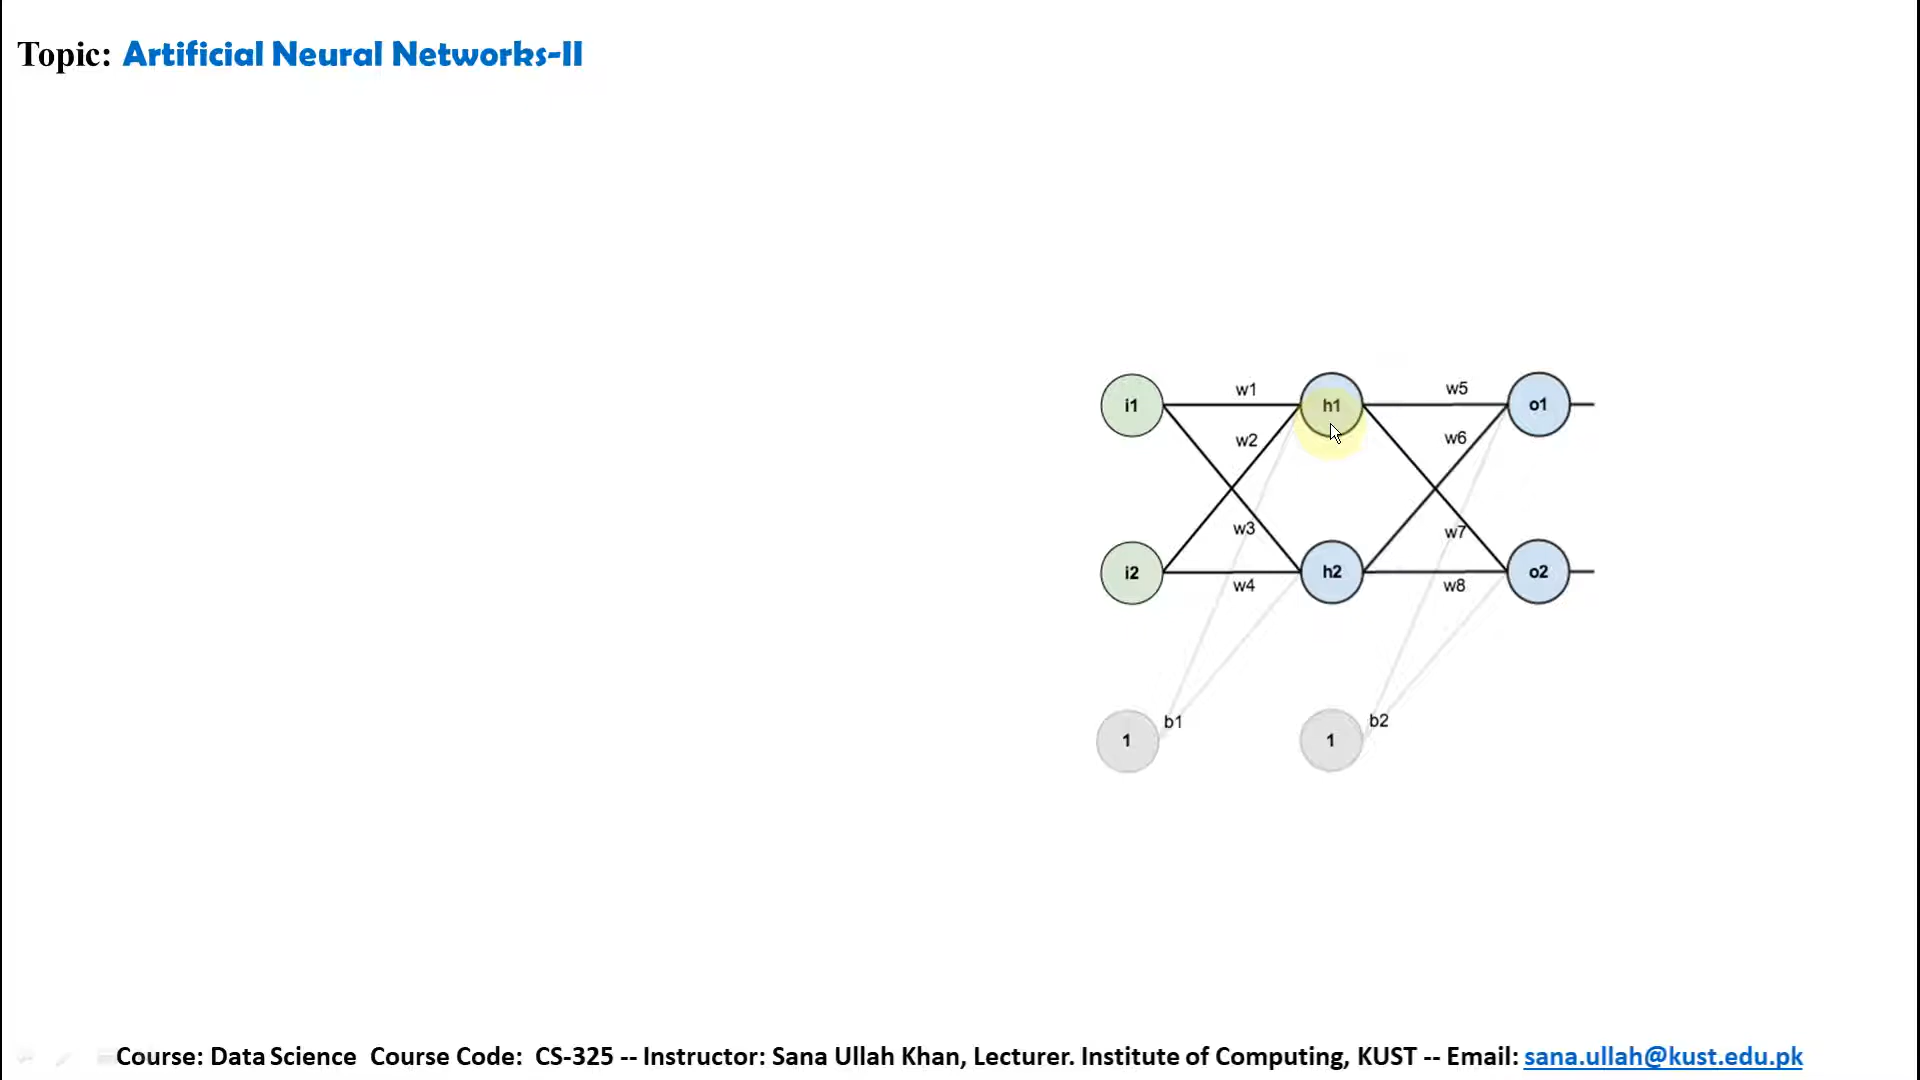 Topic: Artificial Neural Networks-II
w1
w5
i1
h1
o1
w2
w6
w3
w7
i2
h2
o2
w4
w8
b1
b2
1
1
Course: Data Science Course Code: CS-325 -- Instructor: Sana Ullah Khan, Lecturer. Institute of Computing, KUST -- Email: sana.ullah@kust.edu.pk